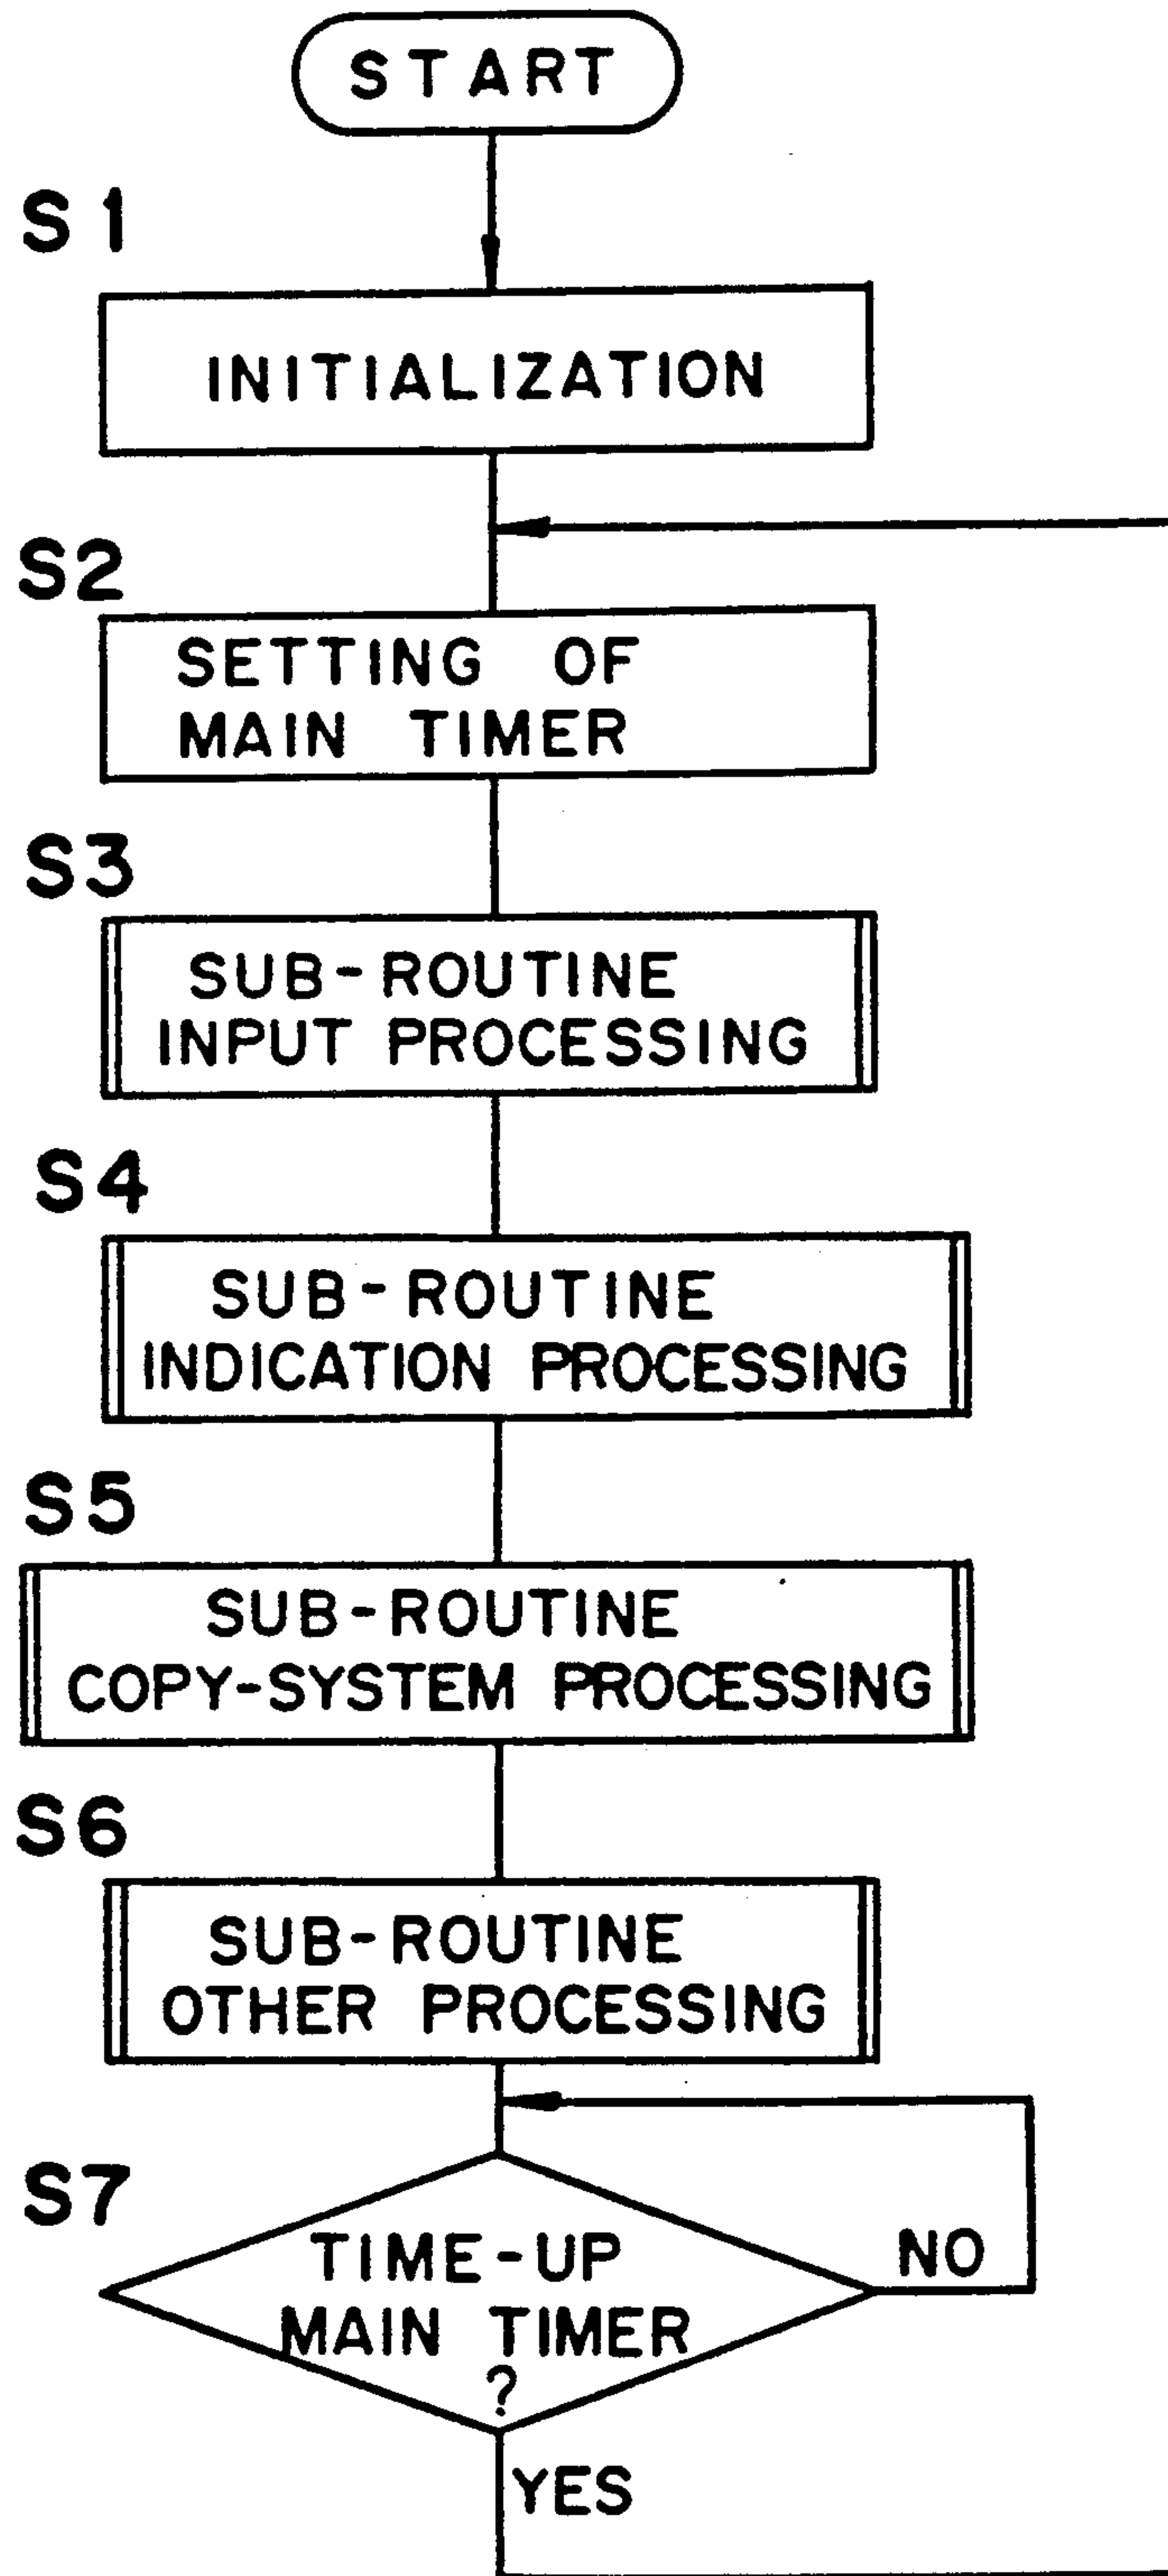 START
S1
INITIALIZATION
S2
SETTING OF
MAIN TIMER
S3
SUB-ROUTINE
INPUT PROCESSING
S4
SUB-ROUTINE
INDICATION PROCESSING
S5
SUB-ROUTINE
COPY-SYSTEM PROCESSING
S6
SUB-ROUTINE
OTHER PROCESSING
S7
TIME-UP
MAIN TIMER
?
NO
YES